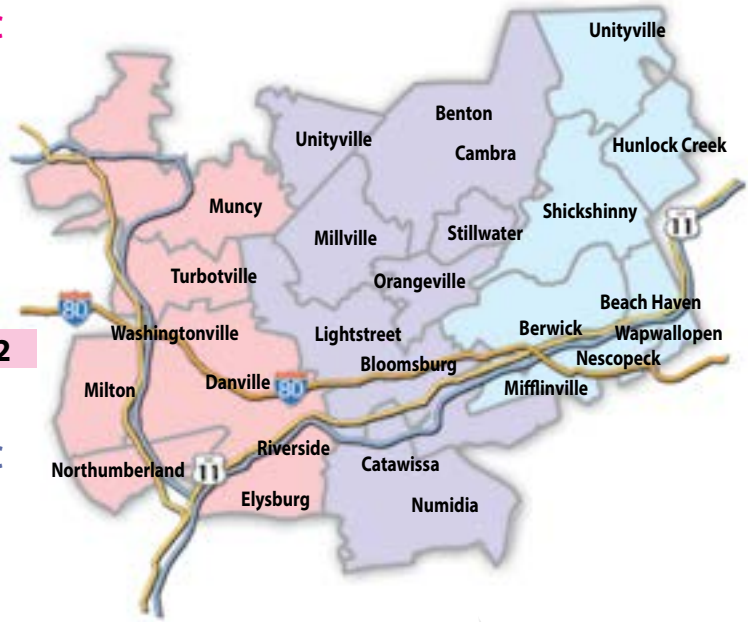 Unityville
Benton
Unityville
Cambra
Hunlock Creek
Muncy
Shickshinny
Millville
Stillwater
11
Turbotville
Orangeville
80
Beach Haven
Washingtonville
Lightstreet
Berwick
Wapwallopen
2
Bloomsburg
Nescopeck
Milton
Danville
80
Mifflinville
Riverside
Northumberland
11
Catawissa
Elysburg
Numidia